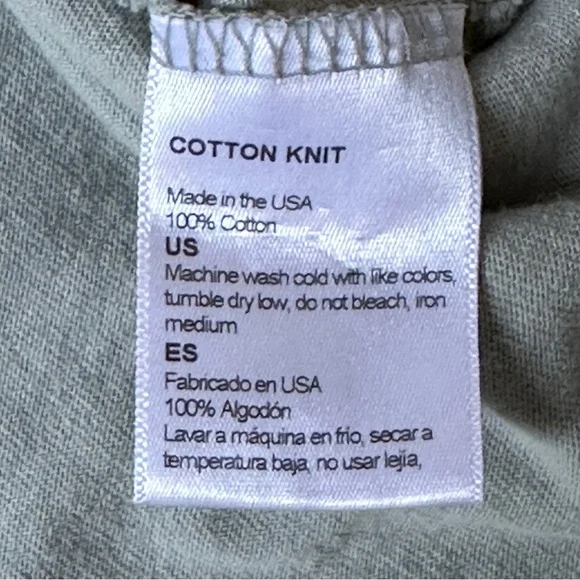 COTTON KNIT
Made in the USA
100% Cotton
US
Machine wash cold with like colors,
tumble dry low, do not bleach, iron
medium
ES
Fabricado en USA
100% Algodón
Lavar a máquina en frío, secar a
temperatura baja, no usar lejía,